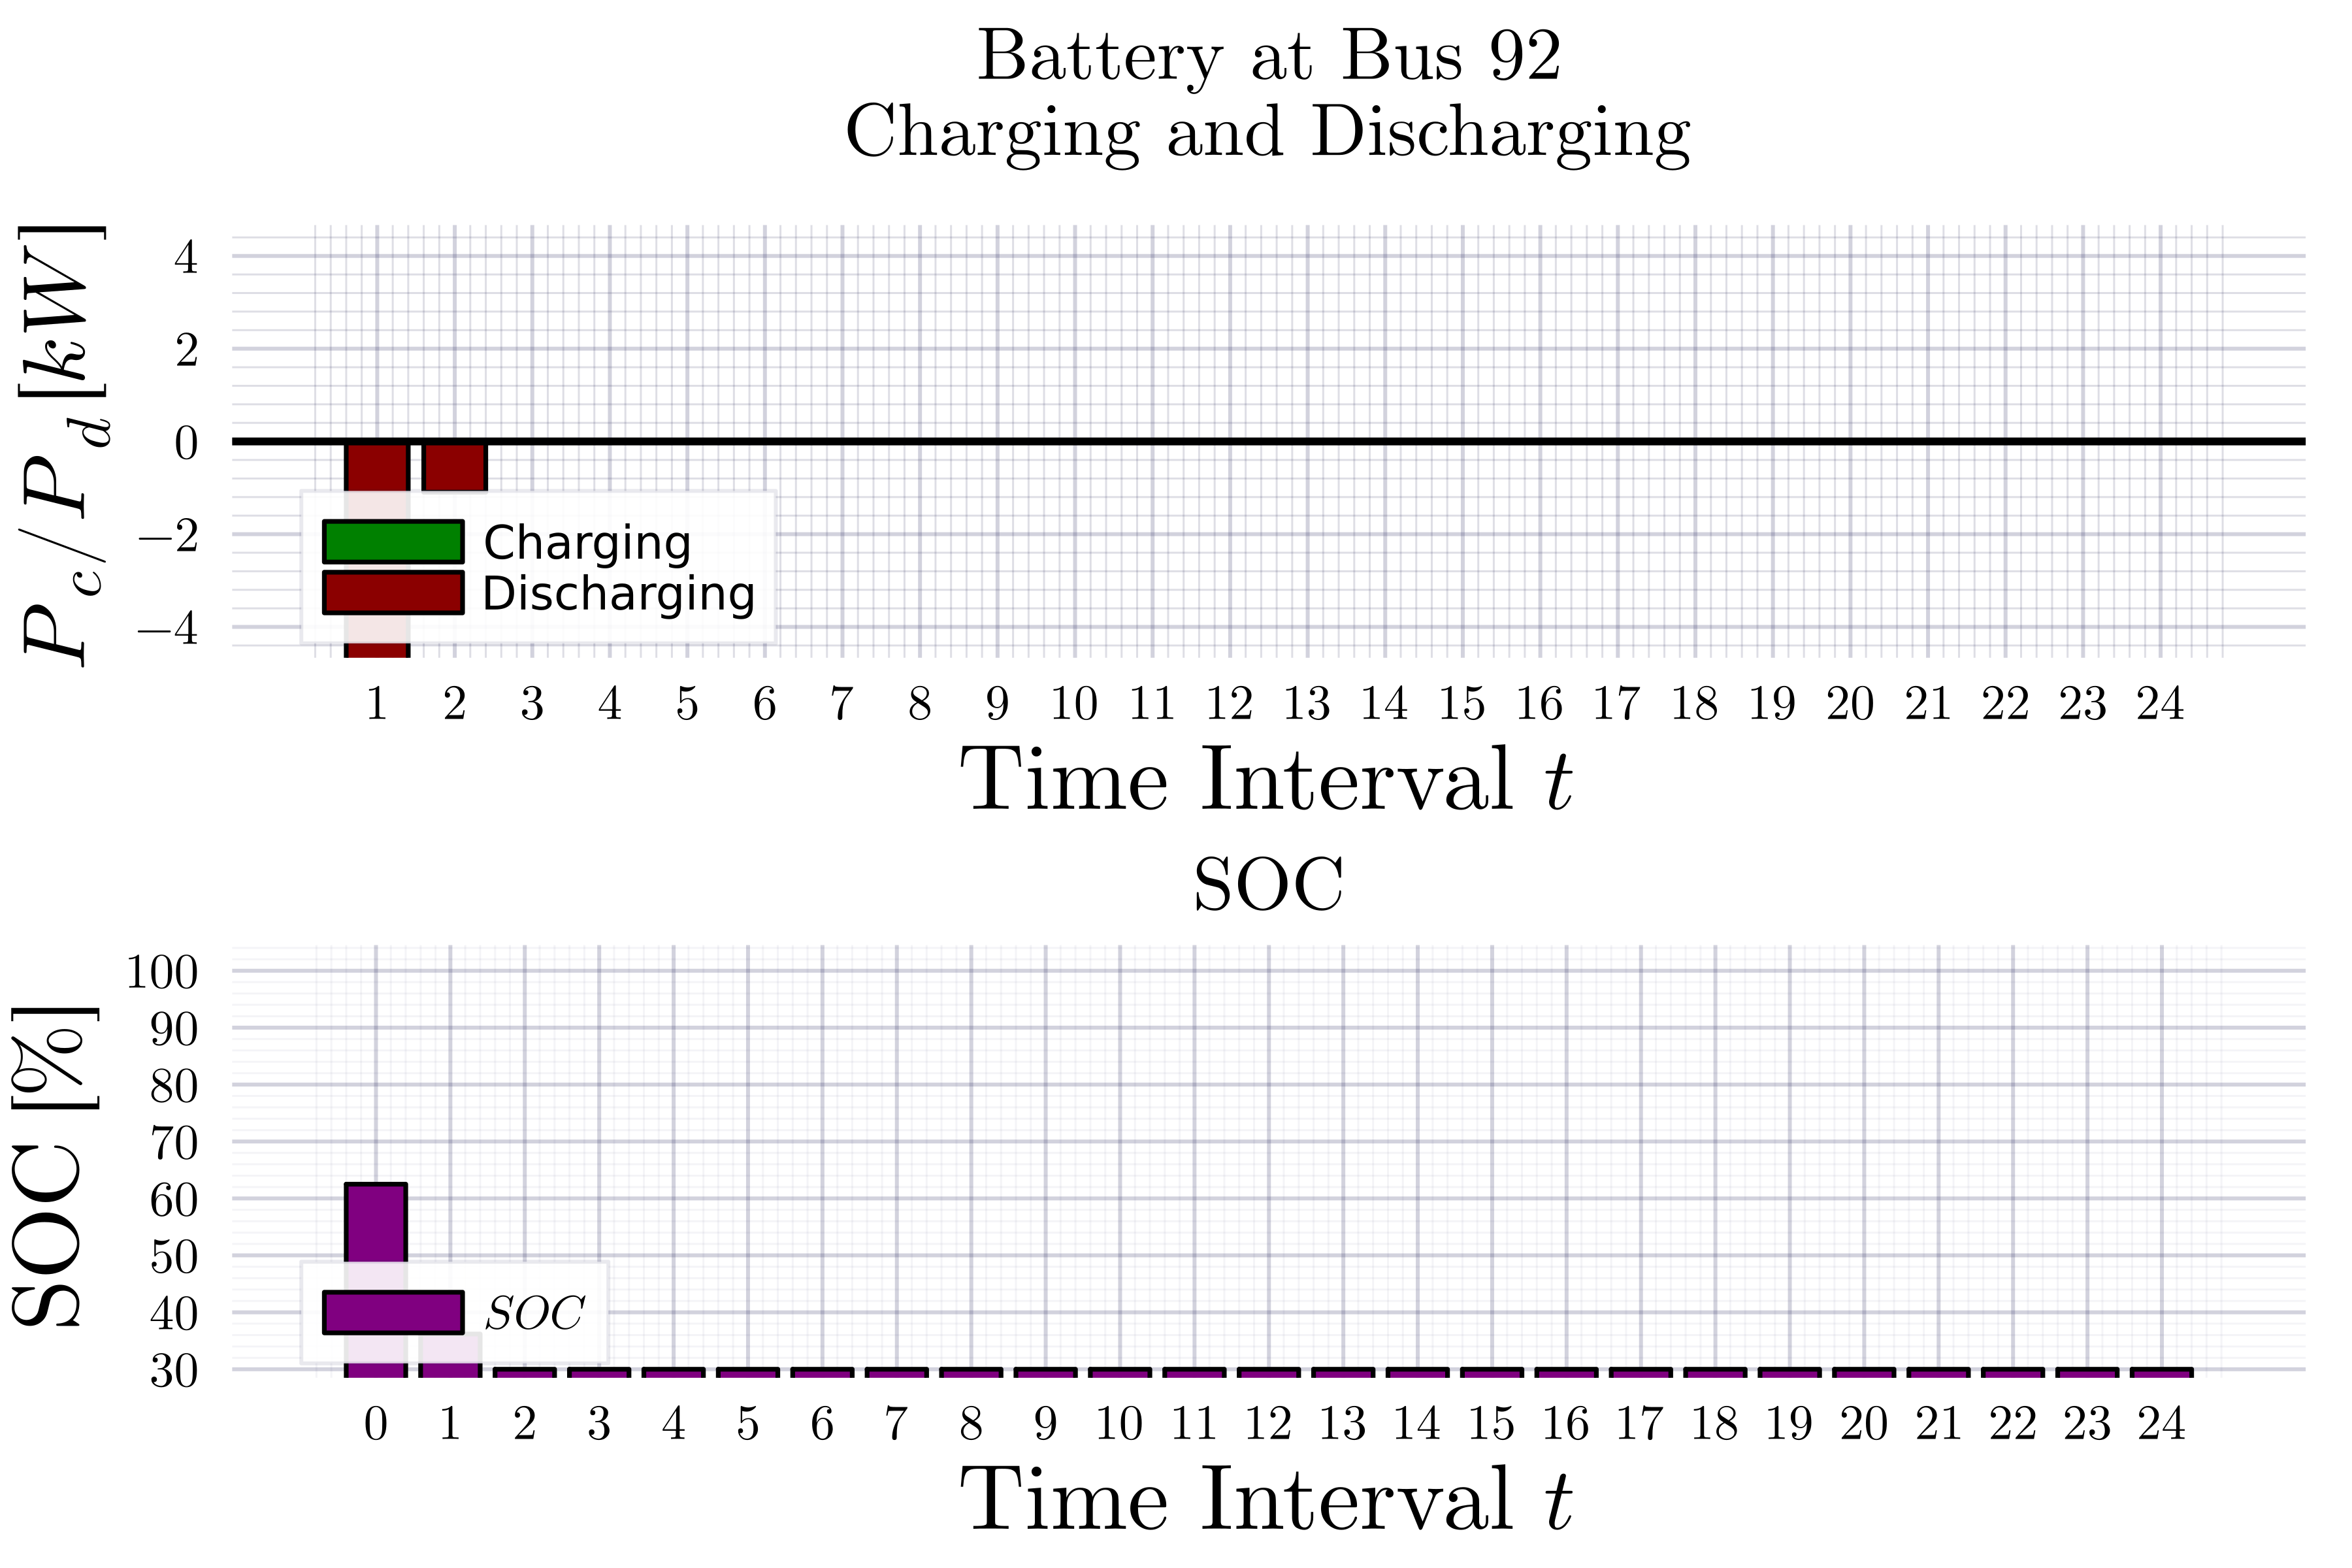 Battery at Bus 92
Charging and Discharging
P_c/P_d [kW]
4
2
0
−2
−4
Charging
Discharging
1 2 3 4 5 6 7 8 9 10 11 12 13 14 15 16 17 18 19 20 21 22 23 24
Time Interval t
SOC
SOC [%]
100
90
80
70
60
50
40
30
SOC
0 1 2 3 4 5 6 7 8 9 10 11 12 13 14 15 16 17 18 19 20 21 22 23 24
Time Interval t